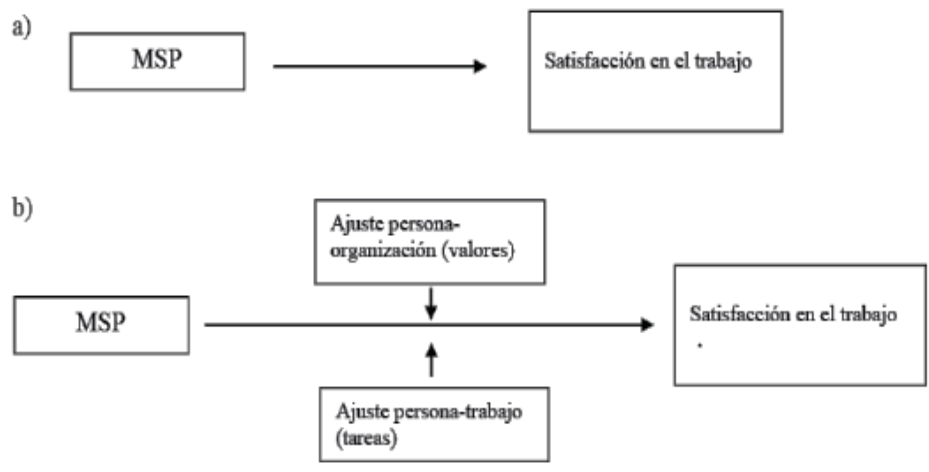 a)
MSP
Satisfacción en el trabajo
b)
Ajuste persona-
organización (valores)
MSP
Satisfacción en el trabajo
.
Ajuste persona-trabajo
(tareas)